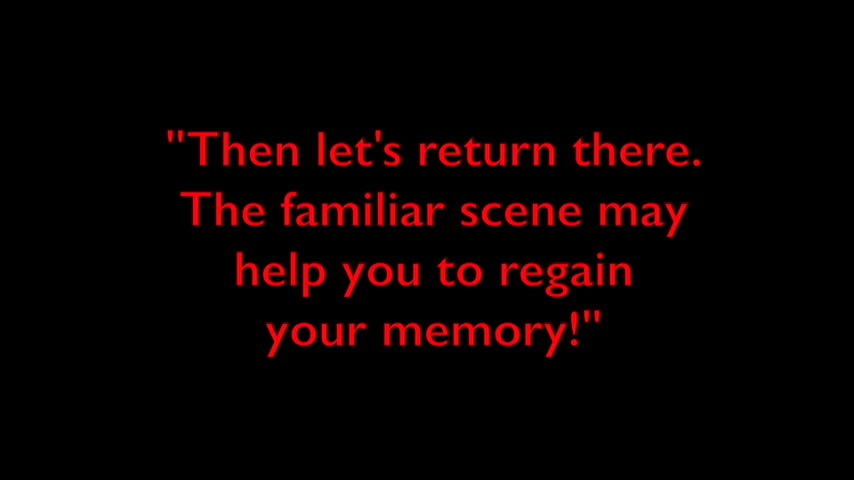 "Then let's return there.
The familiar scene may
help you to regain
your memory!"